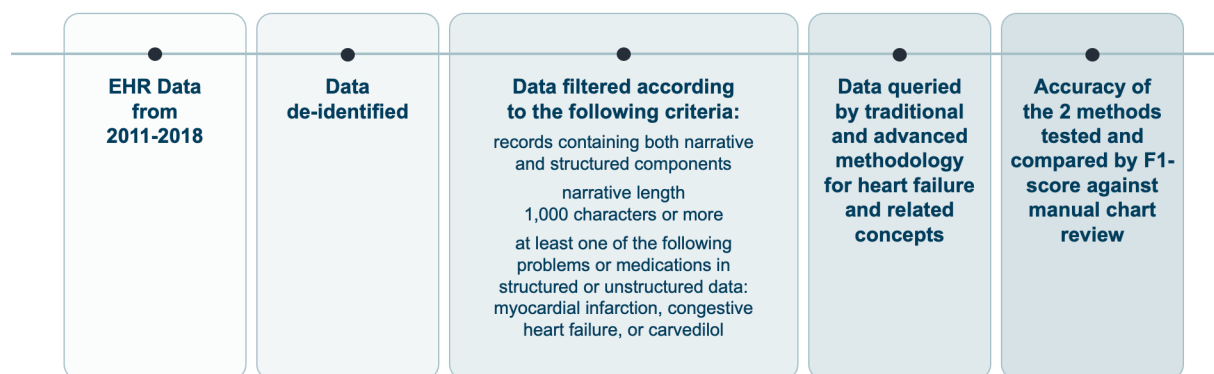 EHR Data
from
2011-2018
Data
de-identified
Data filtered according
to the following criteria:
records containing both narrative
and structured components
narrative length
1,000 characters or more
at least one of the following
problems or medications in
structured or unstructured data:
myocardial infarction, congestive
heart failure, or carvedilol
Data queried
by traditional
and advanced
methodology
for heart failure
and related
concepts
Accuracy of
the 2 methods
tested and
compared by F1-
score against
manual chart
review